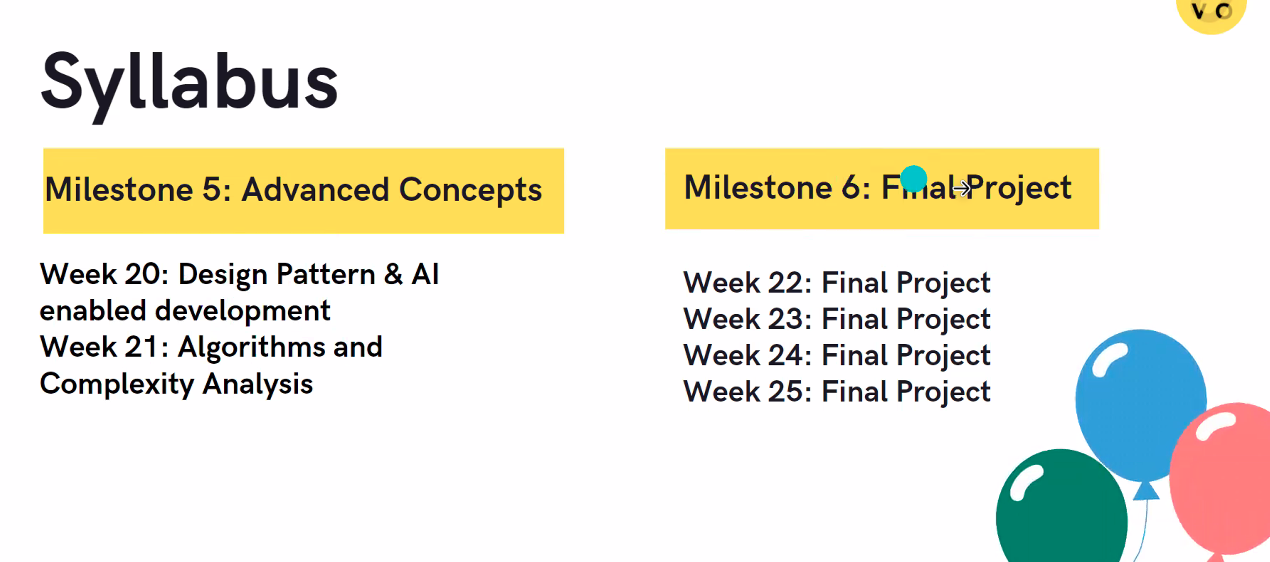 Syllabus
Milestone 5: Advanced Concepts
Week 20: Design Pattern & AI
enabled development
Week 21: Algorithms and
Complexity Analysis
Milestone 6: Final Project
Week 22: Final Project
Week 23: Final Project
Week 24: Final Project
Week 25: Final Project